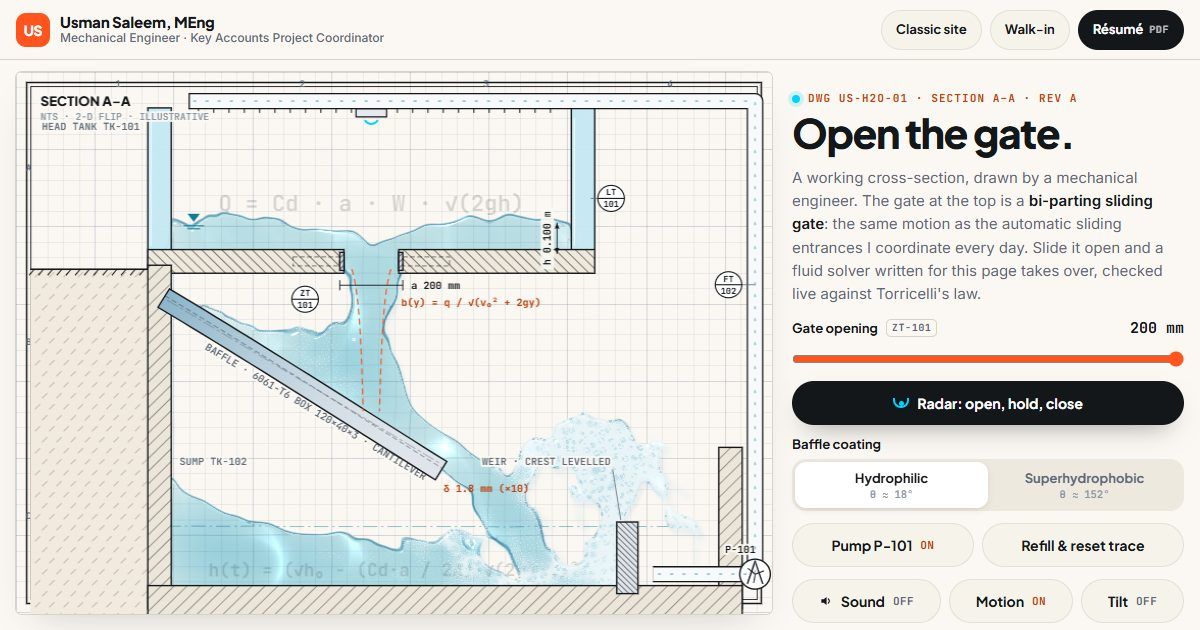 US
Usman Saleem, MEng
Mechanical Engineer · Key Accounts Project Coordinator
Classic site
Walk-in
Résumé PDF
SECTION A–A
NTS · 2-D FLIP · ILLUSTRATIVE
HEAD TANK TK-101
Q = Cd · a · W · √(2gh)
LT
101
h 0.100 m
ZT
101
a 200 mm
FT
102
b(y) = q / √(v₀² + 2gy)
BAFFLE · 6061-T6 BOX 120×40×3 · CANTILEVER
SUMP TK-102
WEIR · CREST LEVELLED
δ 1.8 mm (×10)
P-101
h(t) = (√h₀ - (Cd·a / 2
DWG US-H2O-01 · SECTION A–A · REV A
Open the gate.
A working cross-section, drawn by a mechanical
engineer. The gate at the top is a bi-parting sliding
gate: the same motion as the automatic sliding
entrances I coordinate every day. Slide it open and a
fluid solver written for this page takes over, checked
live against Torricelli's law.
Gate opening ZT-101 200 mm
Radar: open, hold, close
Baffle coating
Hydrophilic
θ ≈ 18°
Superhydrophobic
θ ≈ 152°
Pump P-101 ON
Refill & reset trace
Sound OFF
Motion ON
Tilt OFF